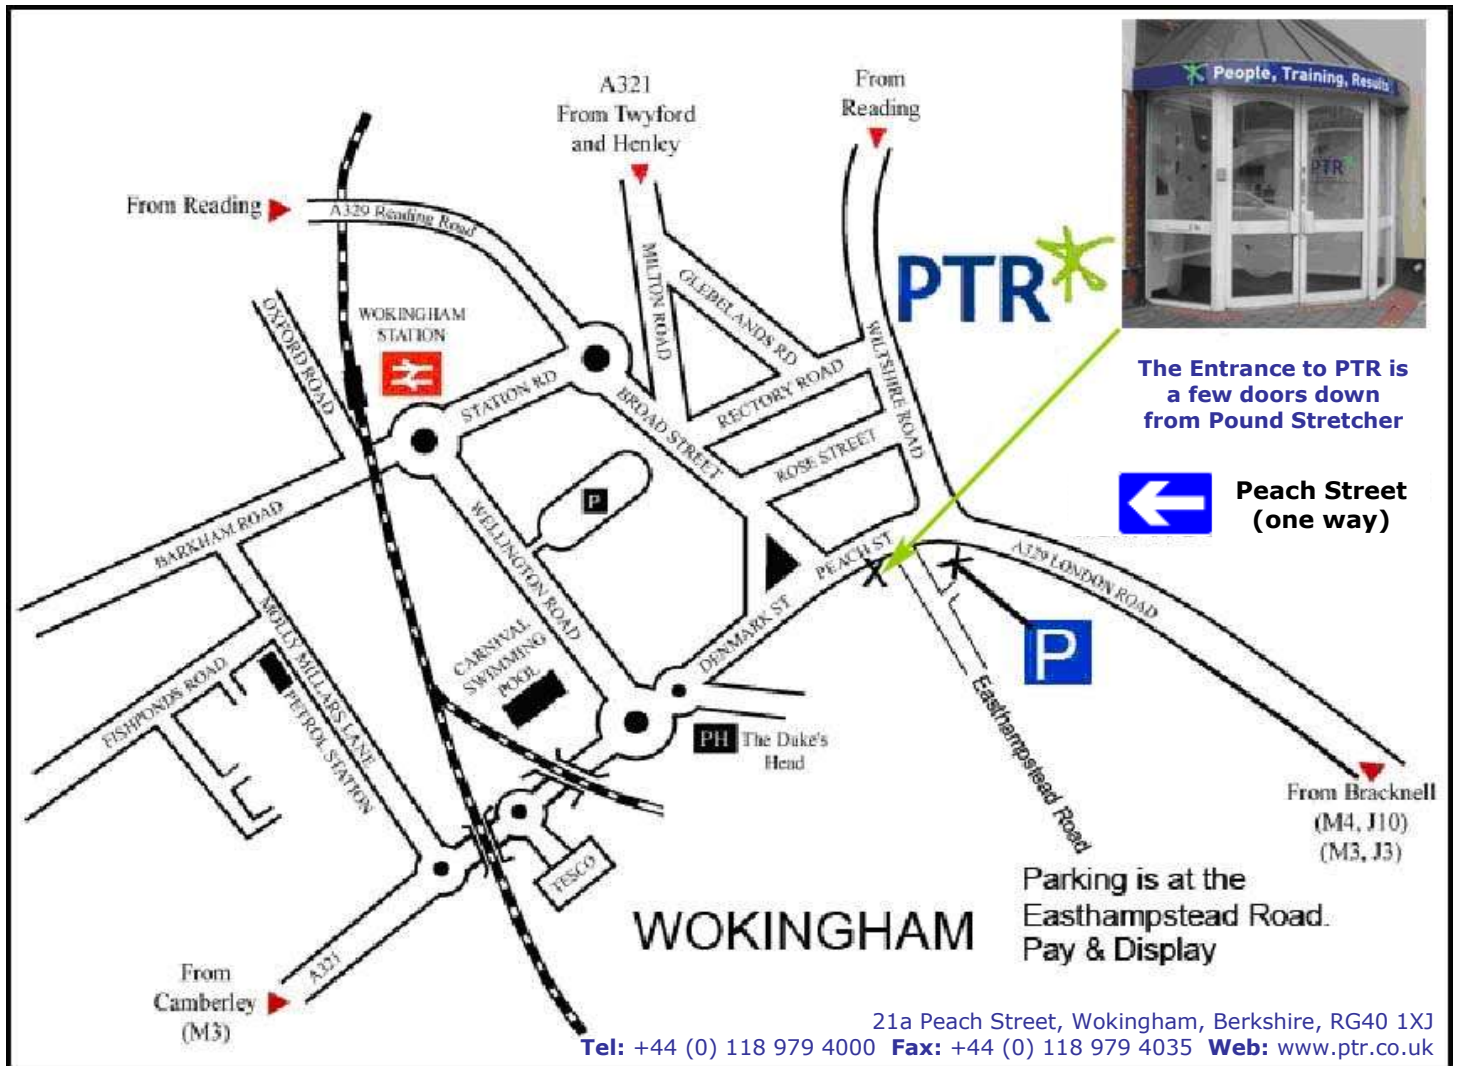 People, Training, Results
PTR
A321
From Twyford
and Henley
From
Reading
From Reading
A329 Reading Road
OXFORD ROAD
WOKINGHAM
STATION
STATION RD
MILTON ROAD
GLEBELANDS RD
RECTORY ROAD
WILTSHIRE ROAD
BROAD STREET
ROSE STREET
PTR
The Entrance to PTR is
a few doors down
from Pound Stretcher
Peach Street
(one way)
P
BARKHAM ROAD
WELLINGTON ROAD
PEACH ST
A329 LONDON ROAD
DENMARK ST
P
MOLLY MILLARS LANE
FISHPONDS ROAD
PETROL STATION
CARNIVAL
SWIMMING
POOL
PH The Duke's
Head
Easthampstead Road
From Bracknell
(M4, J10)
(M3, J3)
TESCO
A321
From
Camberley
(M3)
WOKINGHAM
Parking is at the
Easthampstead Road.
Pay & Display
21a Peach Street, Wokingham, Berkshire, RG40 1XJ
Tel: +44 (0) 118 979 4000 Fax: +44 (0) 118 979 4035 Web: www.ptr.co.uk